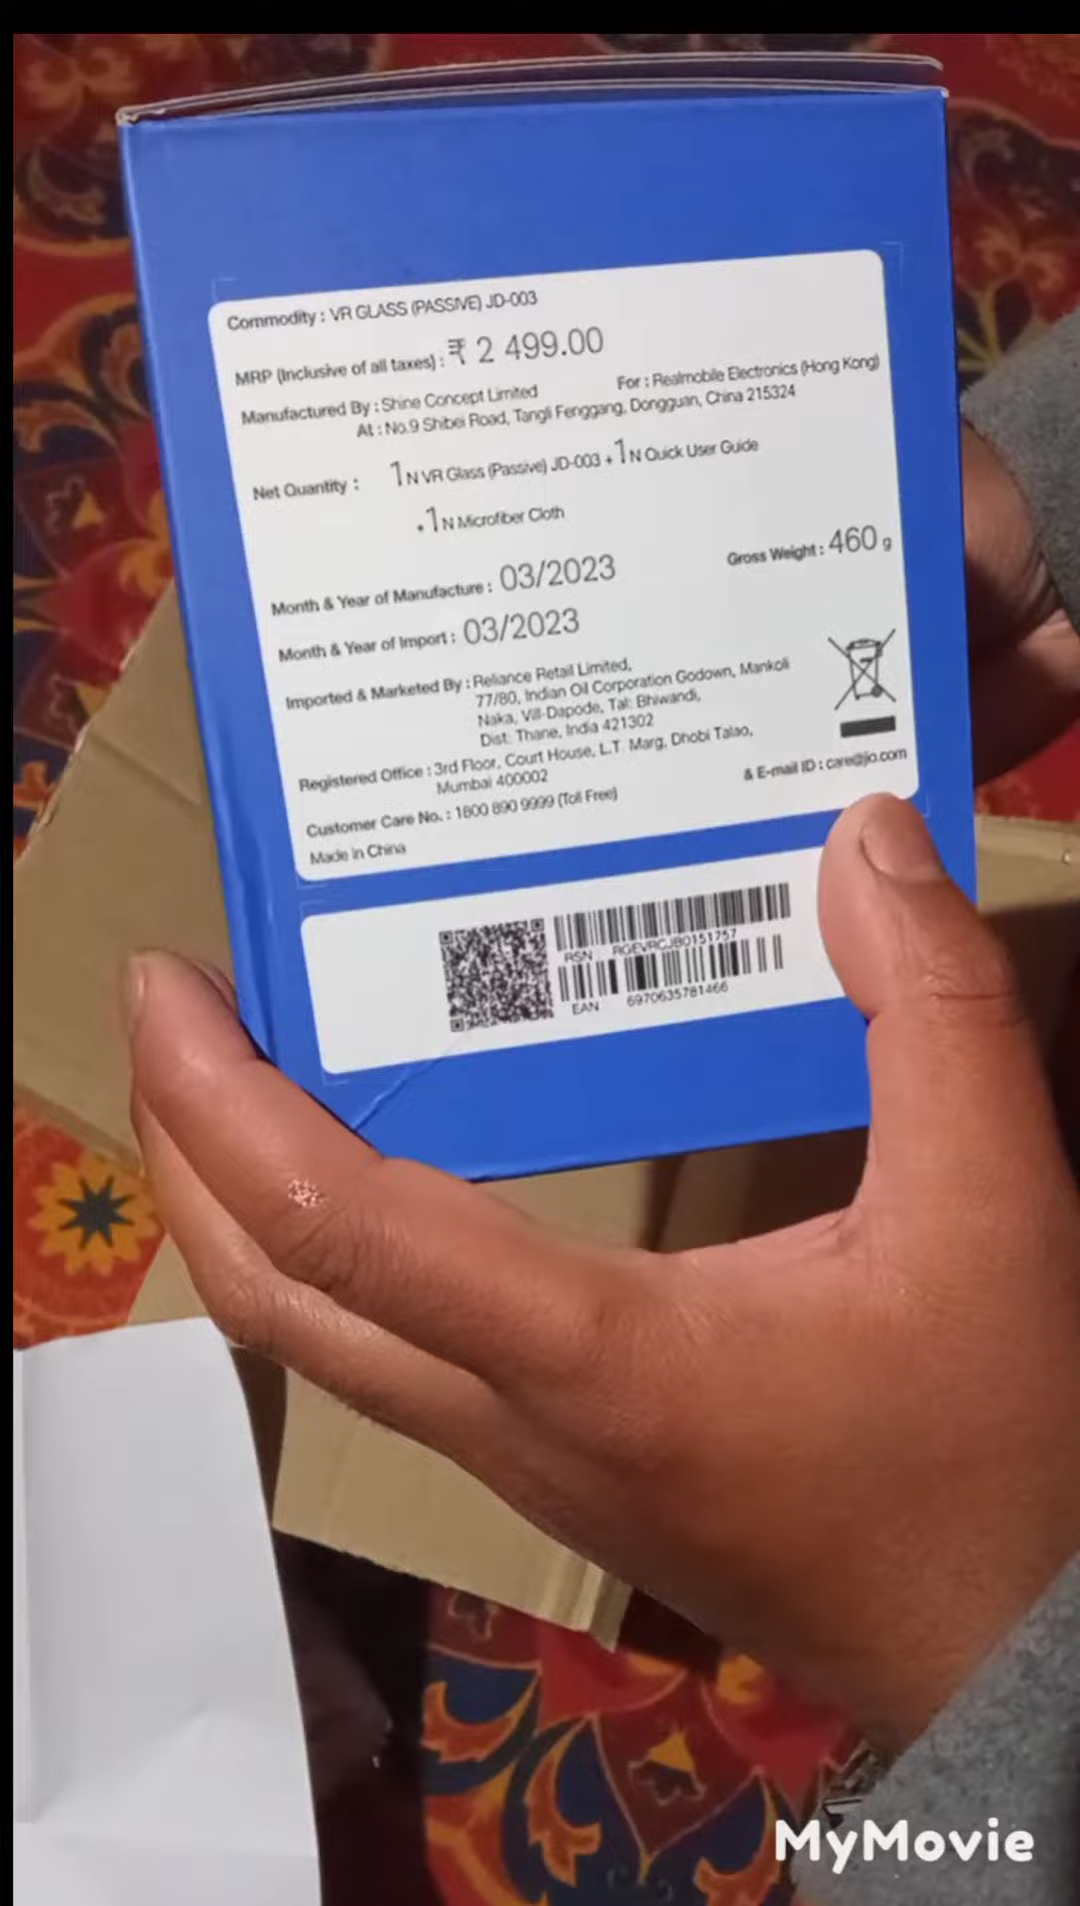 Commodity : VR GLASS (PASSIVE) JD-003
MRP (Inclusive of all taxes) : ₹ 2 499.00
Manufactured By : Shine Concept Limited For : Realmobile Electronics (Hong Kong)
At : No.9 Shibei Road, Tangli Fenggang, Dongguan, China 215324
Net Quantity : 1 N VR Glass (Passive) JD-003 + 1 N Quick User Guide
. 1 N Microfiber Cloth
Month & Year of Manufacture : 03/2023 Gross Weight : 460 g
Month & Year of Import : 03/2023
Imported & Marketed By : Reliance Retail Limited,
77/80, Indian Oil Corporation Godown, Mankoli
Naka, Vill-Dapode, Tal: Bhiwandi,
Dist: Thane, India 421302
Registered Office : 3rd Floor, Court House, L.T. Marg, Dhobi Talao,
Mumbai 400002
Customer Care No. : 1800 890 9999 (Toll Free) & E-mail ID : care@jio.com
Made in China
RSN RGEVRCJB0151757
EAN 6970635781466
MyMovie